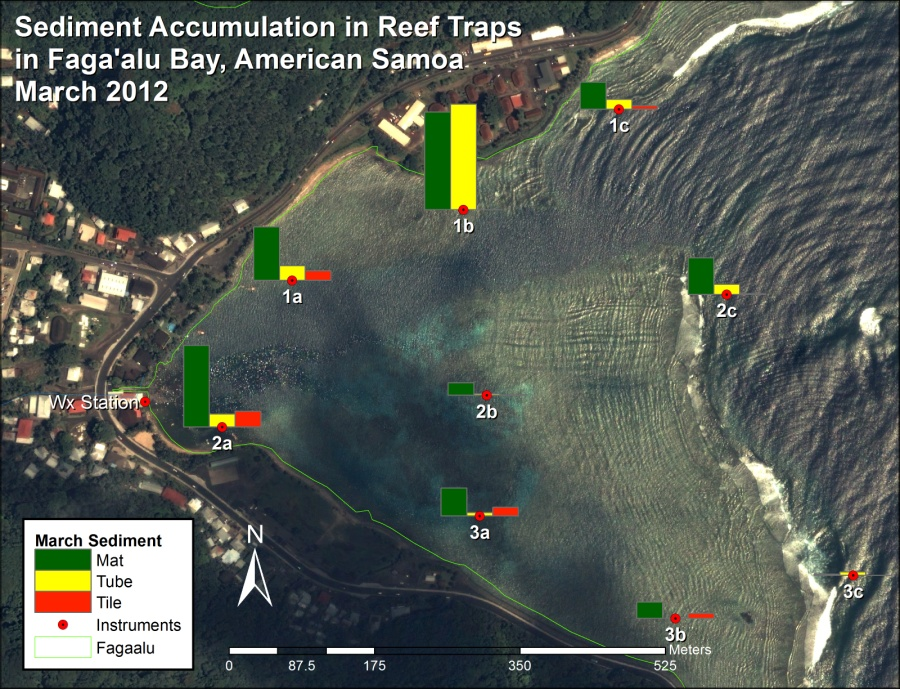 Sediment Accumulation in Reef Traps
in Faga'alu Bay, American Samoa
March 2012
1c
1b
1a
2c
Wx Station
2b
2a
3a
3c
3b
March Sediment
Mat
Tube
Tile
Instruments
Fagaalu
N
Meters
0 87.5 175 350 525